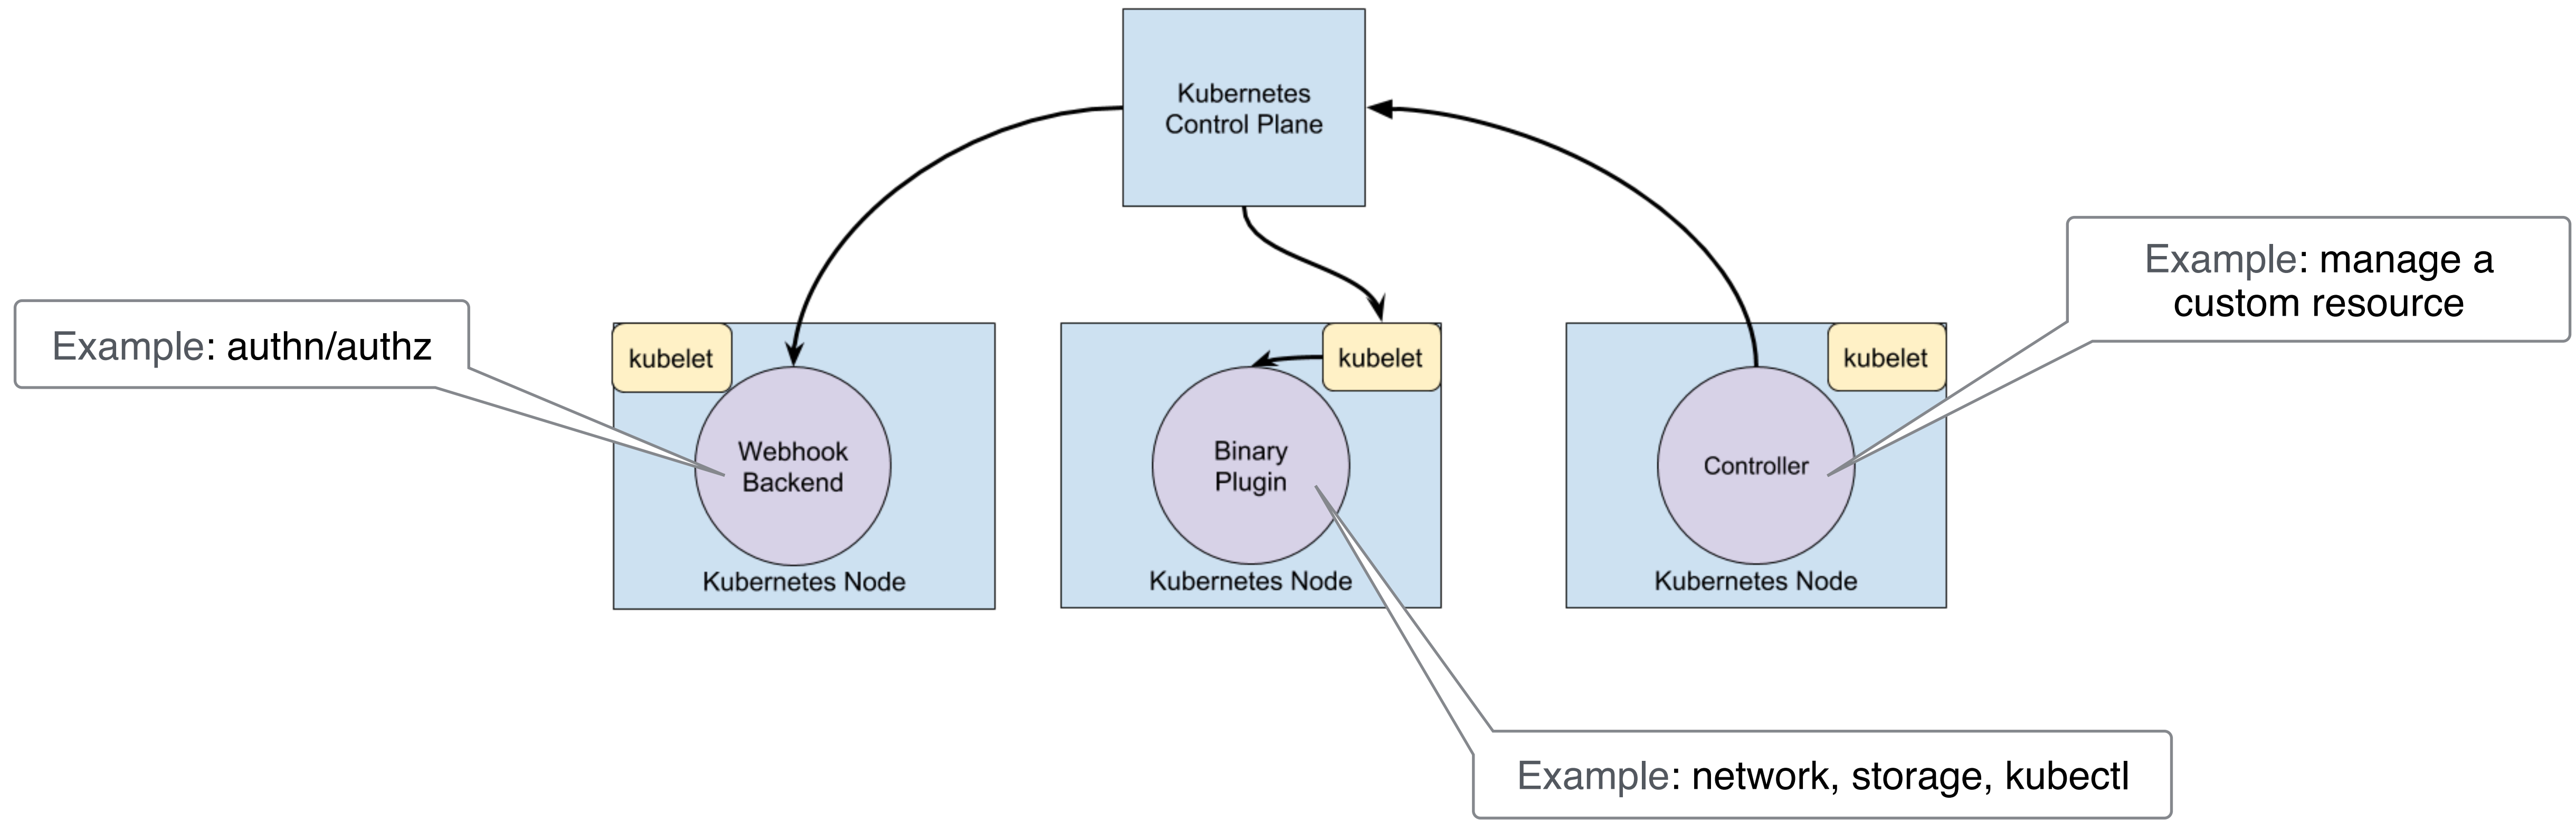 Kubernetes
Control Plane
Example: manage a
custom resource
Example: authn/authz
kubelet
Webhook
Backend
Kubernetes Node
kubelet
Binary
Plugin
Kubernetes Node
kubelet
Controller
Kubernetes Node
Example: network, storage, kubectl